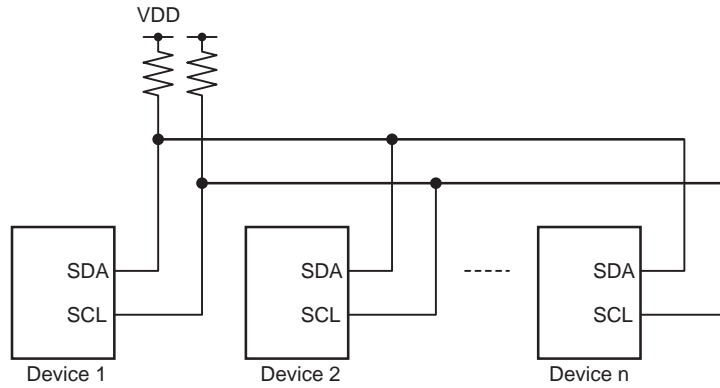 VDD
SDA
SCL
Device 1
SDA
SCL
Device 2
SDA
SCL
Device n